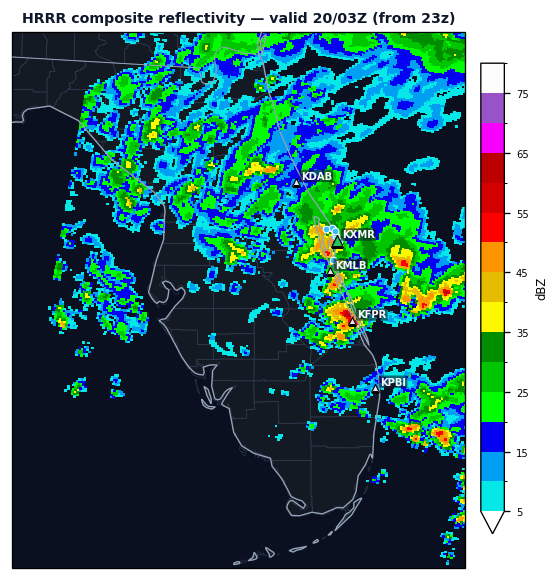 HRRR composite reflectivity — valid 20/03Z (from 23z)
KDAB
KXMR
KMLB
KFPR
KPBI
75
65
55
45
35
25
15
5
dBZ